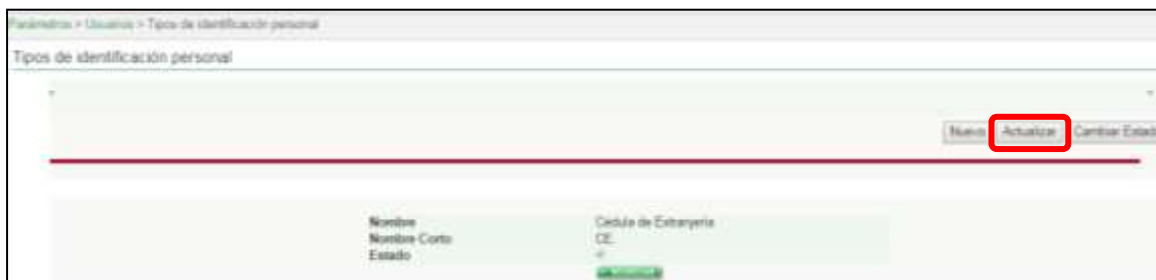 Parámetros > Usuarios > Tipos de identificación personal
Tipos de identificación personal
Nuevo Actualizar Cambiar Estado
Nombre Cedula de Extranjeria
Nombre Corto CE
Estado